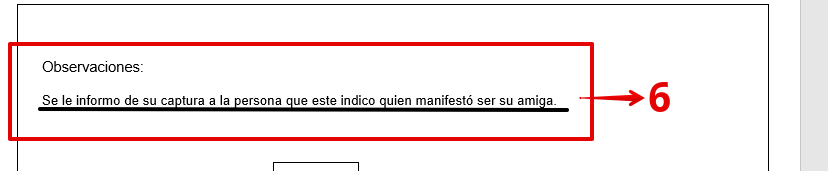 Observaciones:
Se le informo de su captura a la persona que este indico quien manifestó ser su amiga.
6